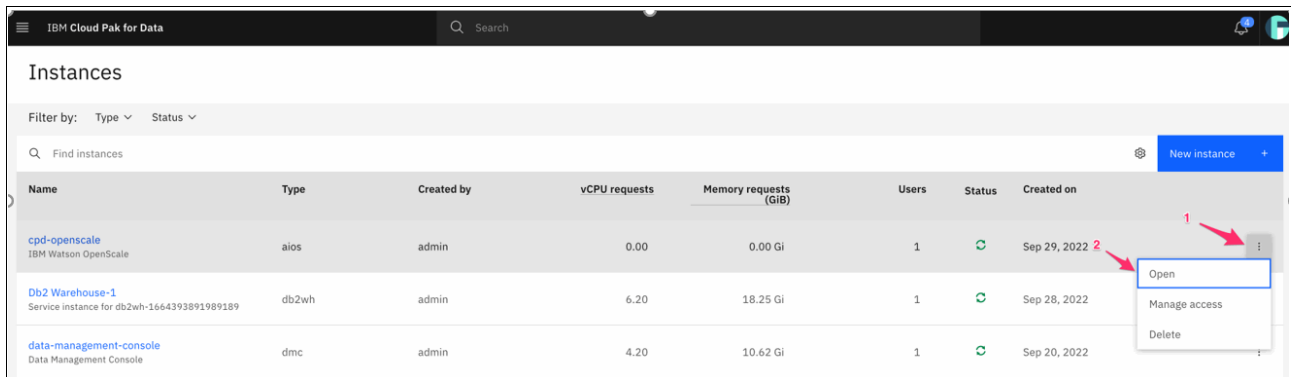 IBM Cloud Pak for Data
Search
4
Instances
Filter by: Type Status
Find instances
New instance +
Name Type Created by vCPU requests Memory requests (GiB) Users Status Created on
1
cpd-openscale
IBM Watson OpenScale
aios admin 0.00 0.00 Gi 1 Sep 29, 2022
2
Open
Db2 Warehouse-1
Service instance for db2wh-1664393891989189
db2wh admin 6.20 18.25 Gi 1 Sep 28, 2022
Manage access
Delete
data-management-console
Data Management Console
dmc admin 4.20 10.62 Gi 1 Sep 20, 2022